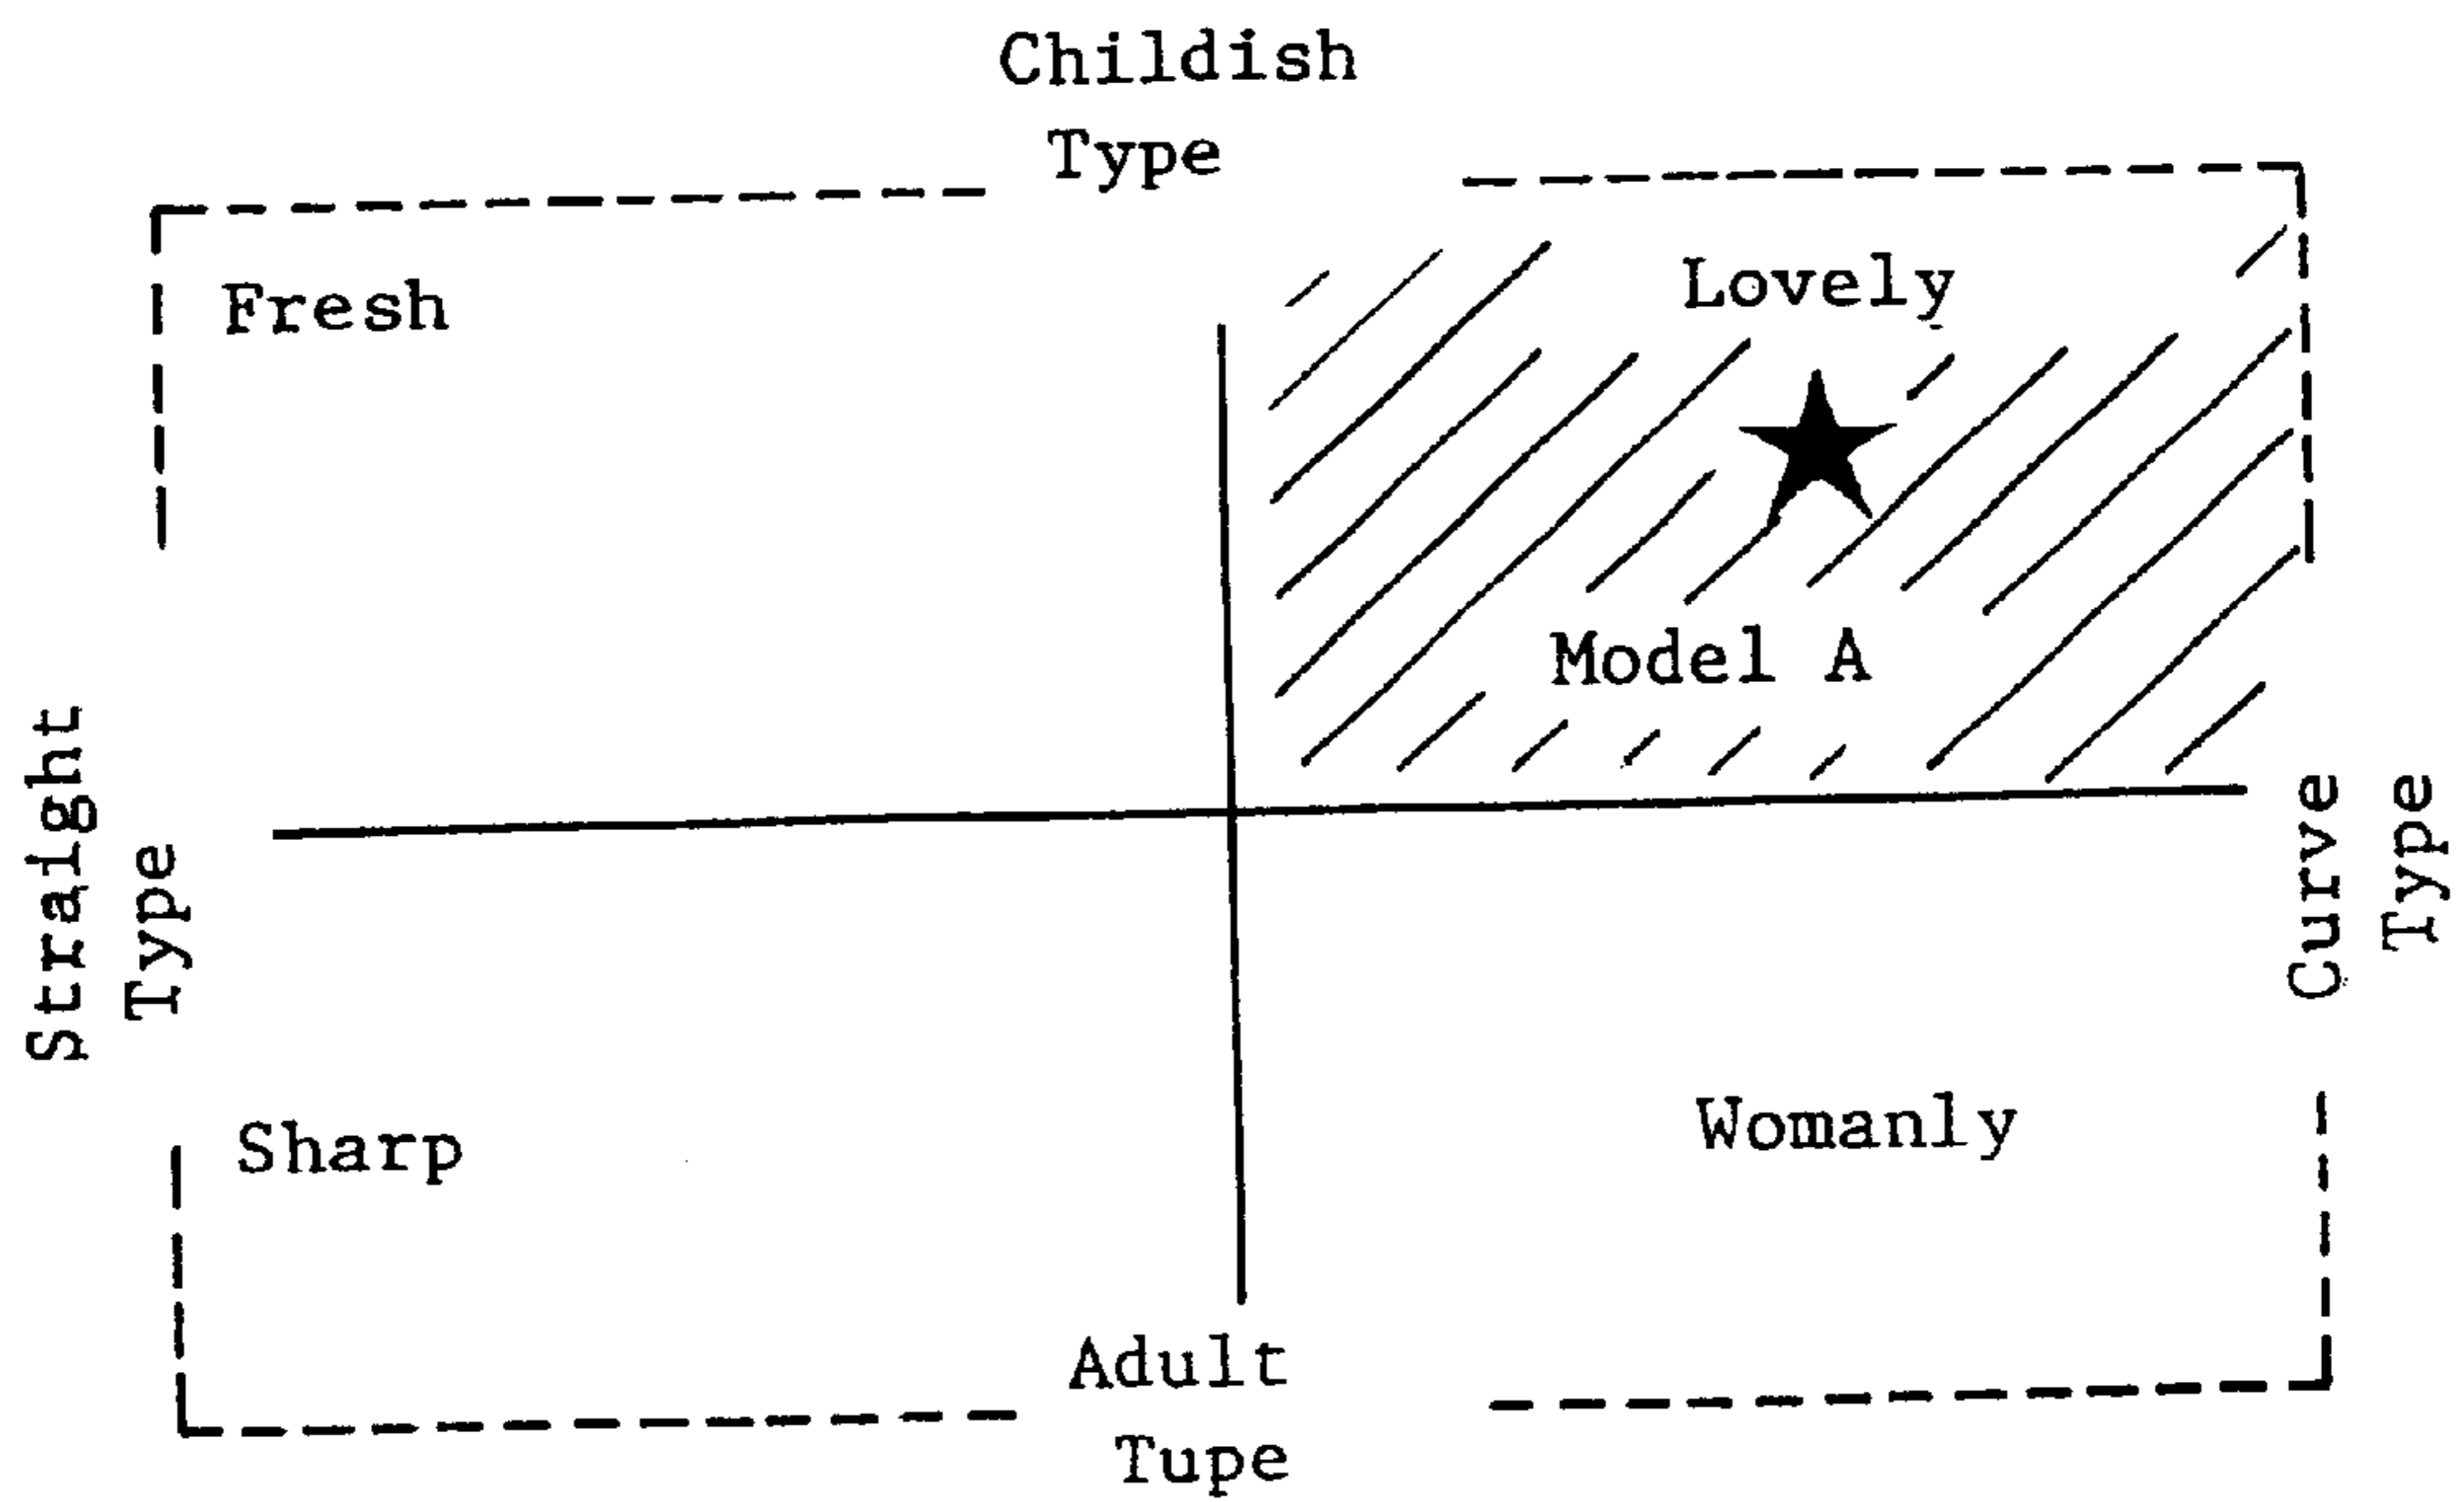 Childish
Type
Fresh
Lovely
Model A
Straight
Type
Curve
Type
Sharp
Womanly
Adult
Tupe